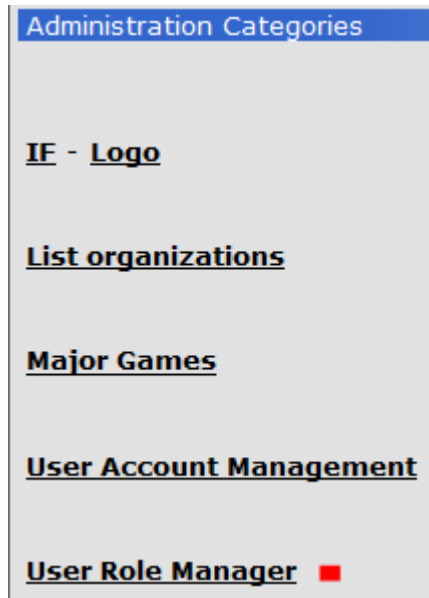 Administration Categories
IF - Logo
List organizations
Major Games
User Account Management
User Role Manager